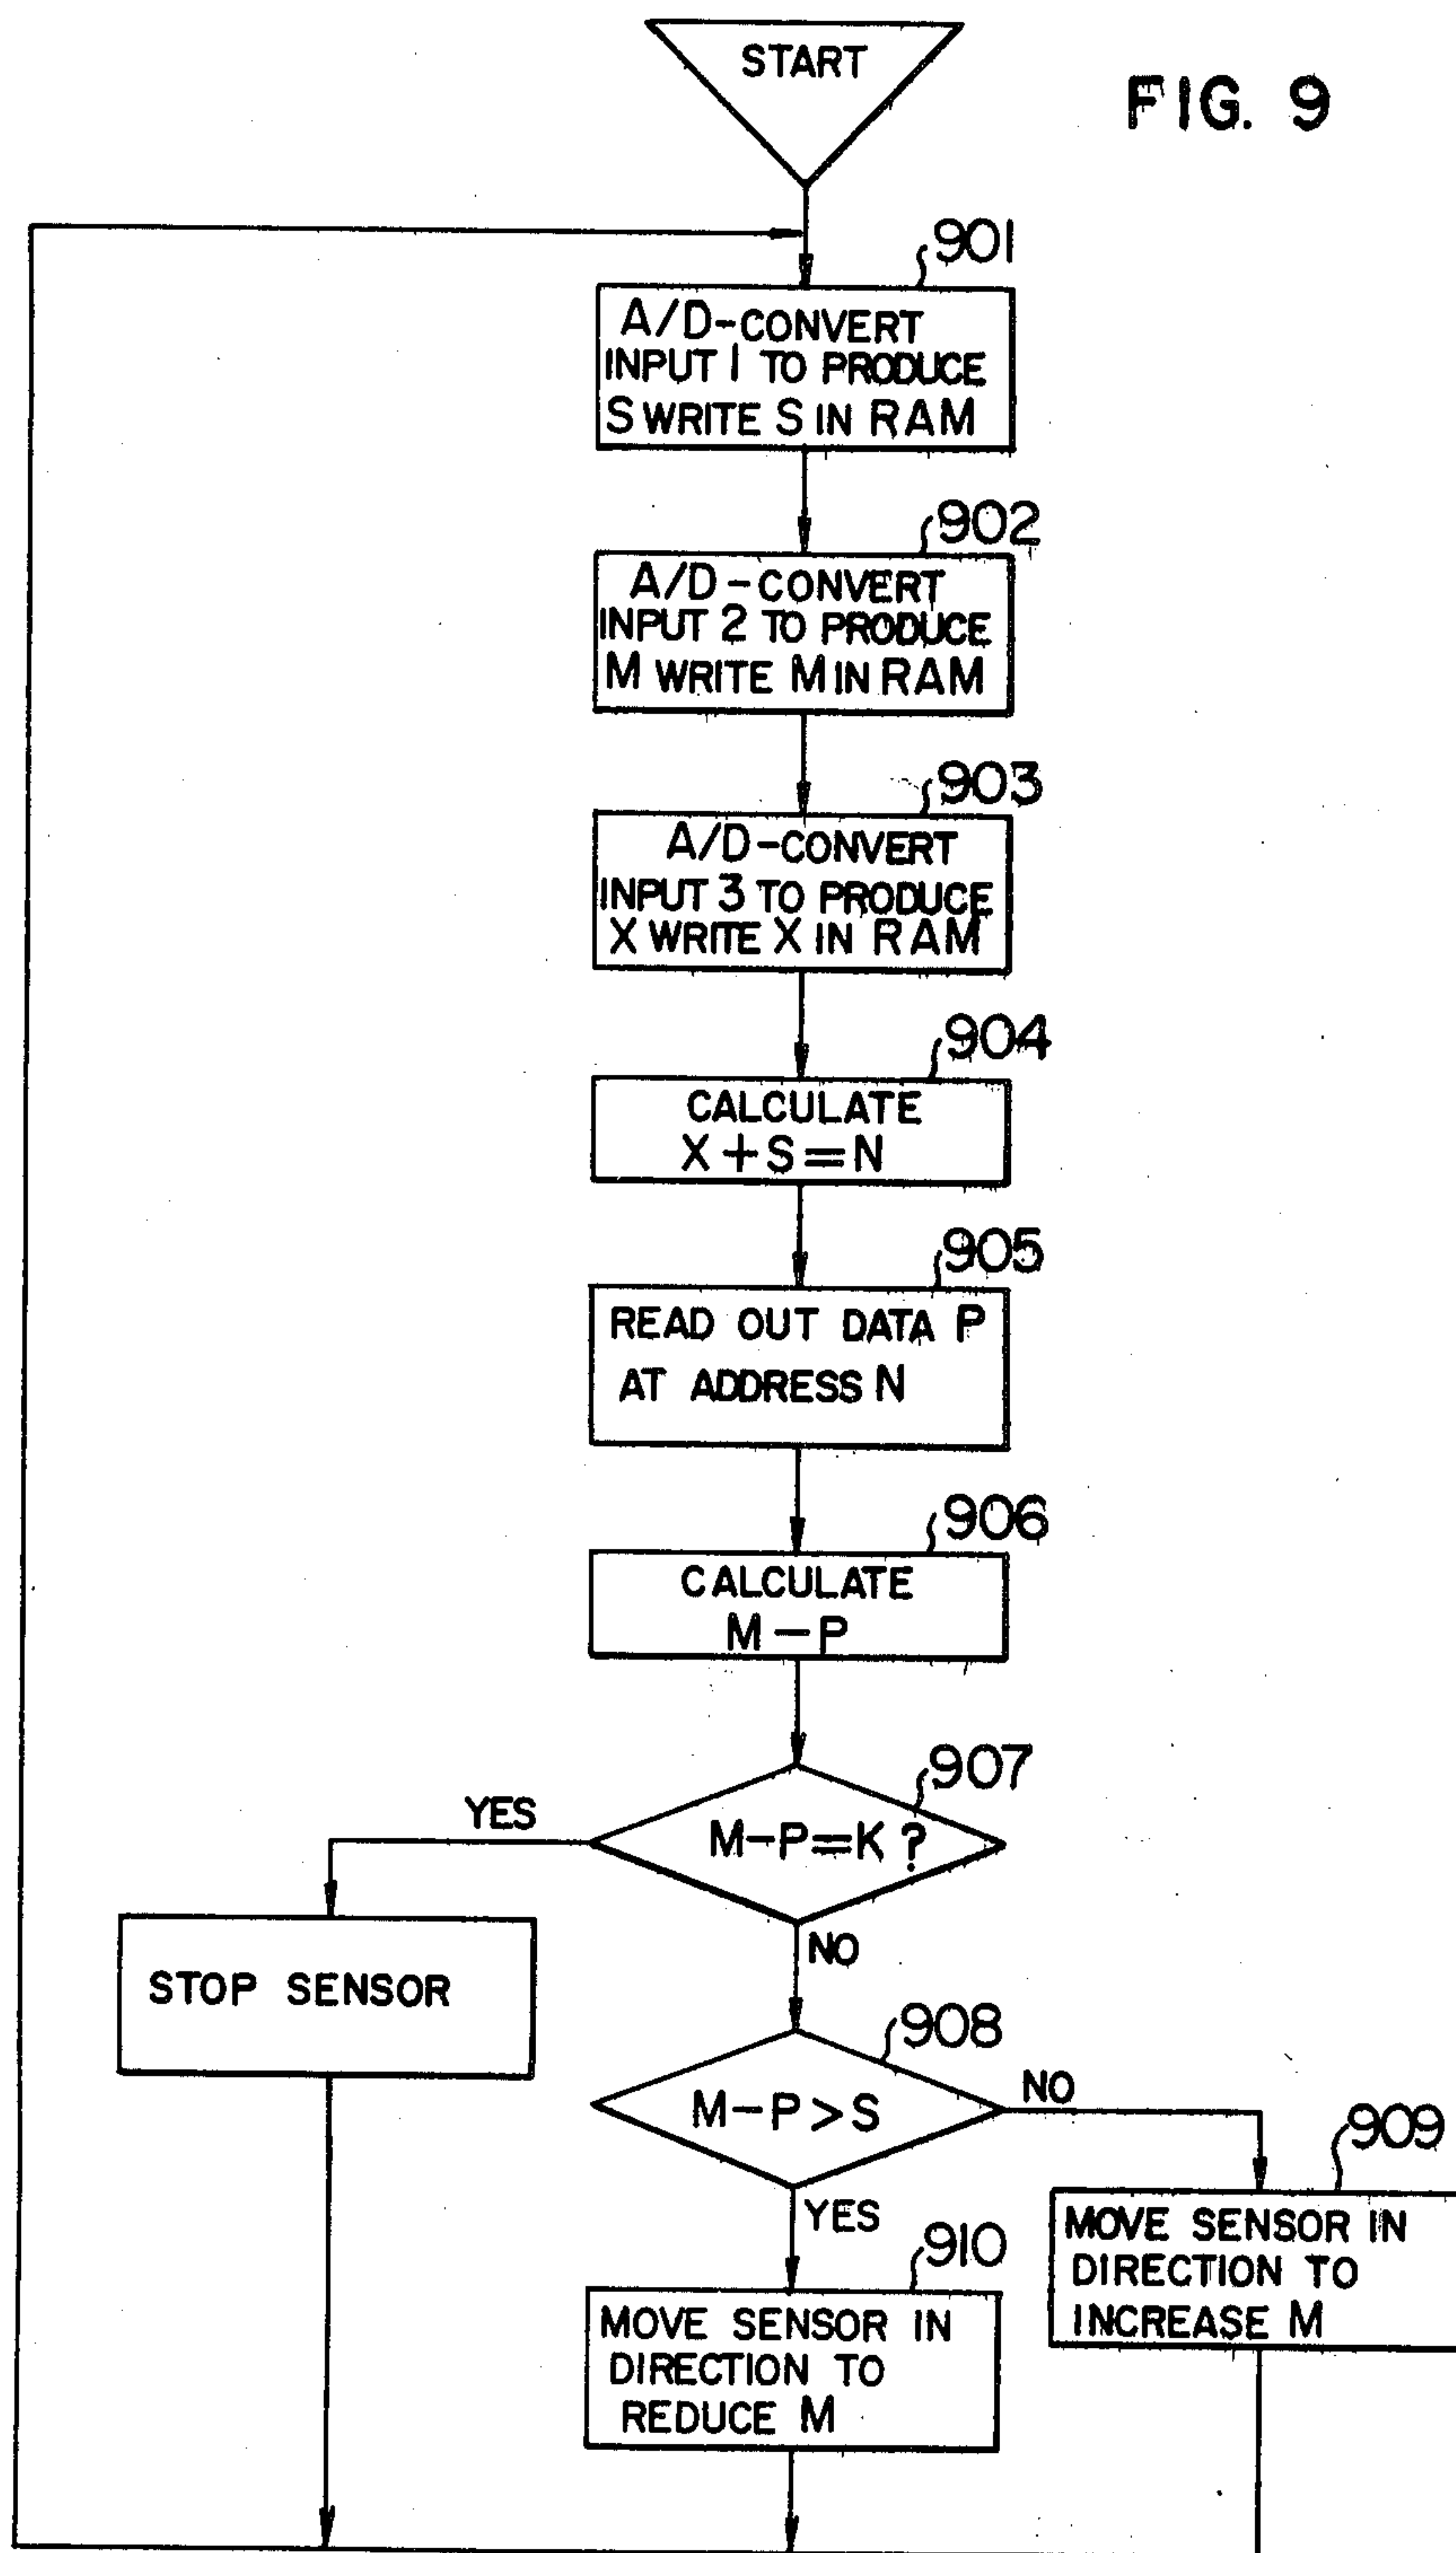 START
FIG. 9
901
A/D-CONVERT
INPUT 1 TO PRODUCE
S WRITE S IN RAM
902
A/D-CONVERT
INPUT 2 TO PRODUCE
M WRITE M IN RAM
903
A/D-CONVERT
INPUT 3 TO PRODUCE
X WRITE X IN RAM
904
CALCULATE
X+S=N
905
READ OUT DATA P
AT ADDRESS N
906
CALCULATE
M-P
907
M-P=K?
YES
NO
STOP SENSOR
908
M-P>S
NO
YES
909
MOVE SENSOR IN
DIRECTION TO
INCREASE M
910
MOVE SENSOR IN
DIRECTION TO
REDUCE M